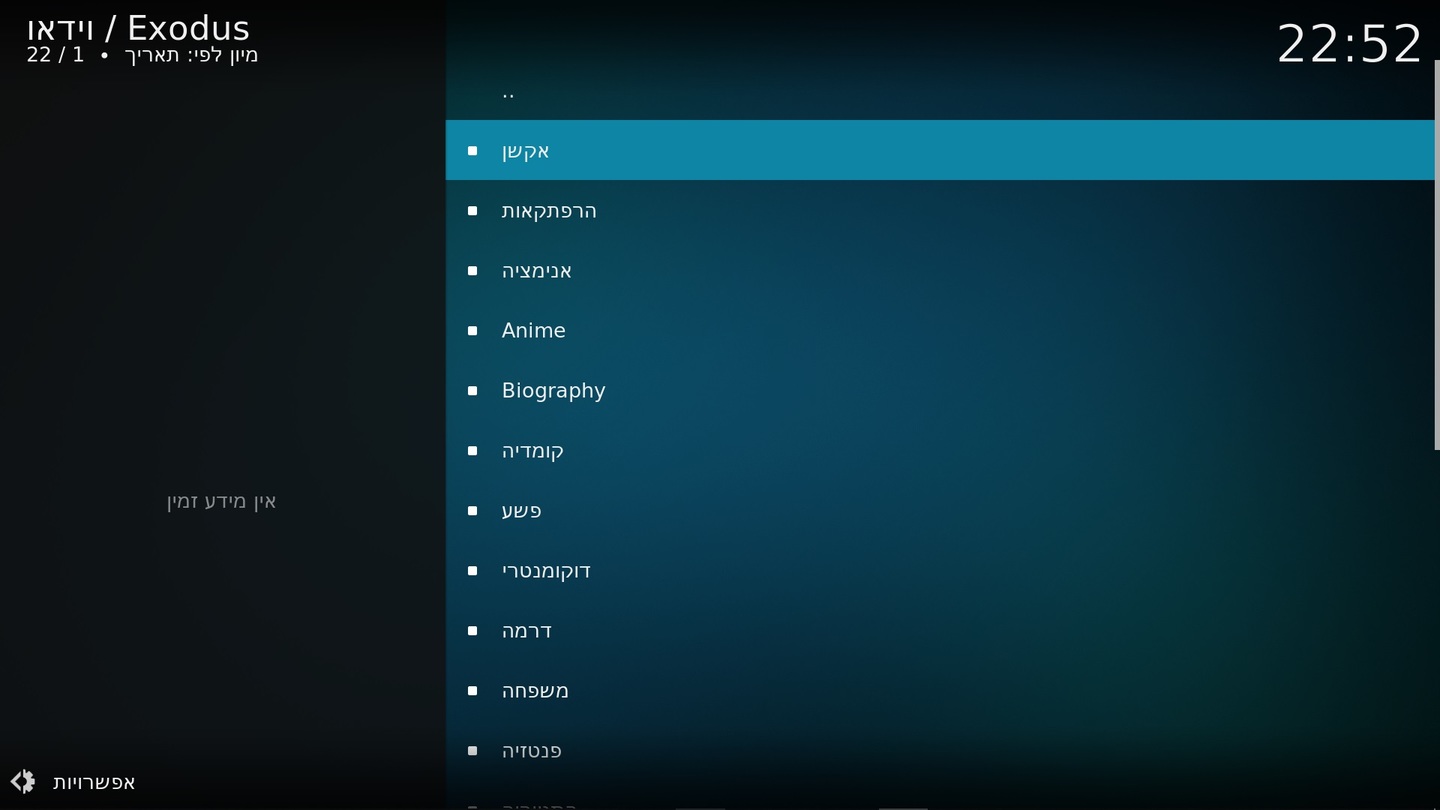 וידאו / Exodus
מיון לפי: תאריך • 1 / 22
22:52
..
אקשן
הרפתקאות
אנימציה
Anime
Biography
קומדיה
פשע
דוקומנטרי
דרמה
משפחה
פנטזיה
אין מידע זמין
אפשרויות